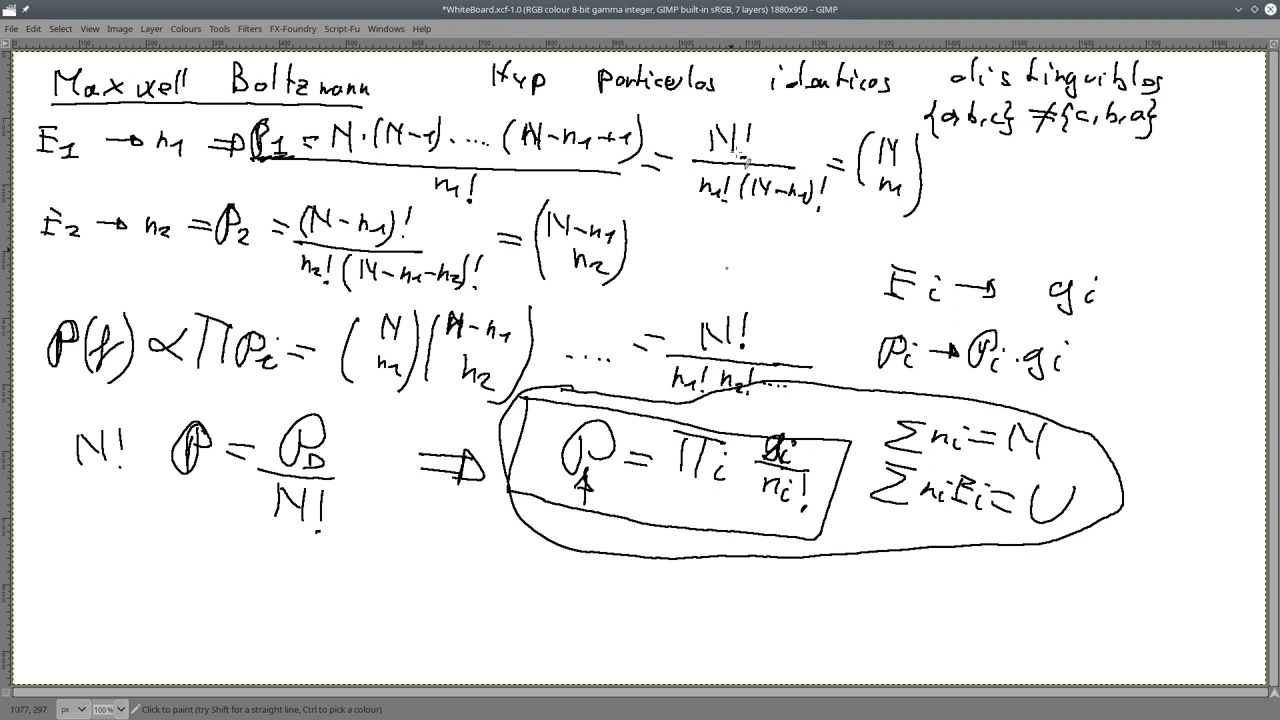 *WhiteBoard.xcf-1.0 (RGB colour 8-bit gamma integer, GIMP built-in sRGB, 7 layers) 1880x950 – GIMP
File Edit Select View Image Layer Colours Tools Filters FX-Foundry Script-Fu Windows Help
Maxwell Boltzmann Hyp particulas identicas distinguibles
{a,b,c} ≠ {c,b,a}
E1 → n1 ⇒ P1 = N·(N-1)·....(N-n1+1) / n1! = N! / n1!(N-n1)! = (N n1)
E2 → n2 = P2 = (N-n1)! / n2!(N-n1-n2)! = (N-n1 n2)
Ei → gi
P(f) ∝ ΠPi = (N n1)(N-n1 n2) .... = N! / n1! n2! ...
Pi → Pi·gi
N! P = PD / N! ⇒ P = Πi gi / ni!
Σni = N
ΣniEi = U
1077, 297 px 100 % Click to paint (try Shift for a straight line, Ctrl to pick a colour)